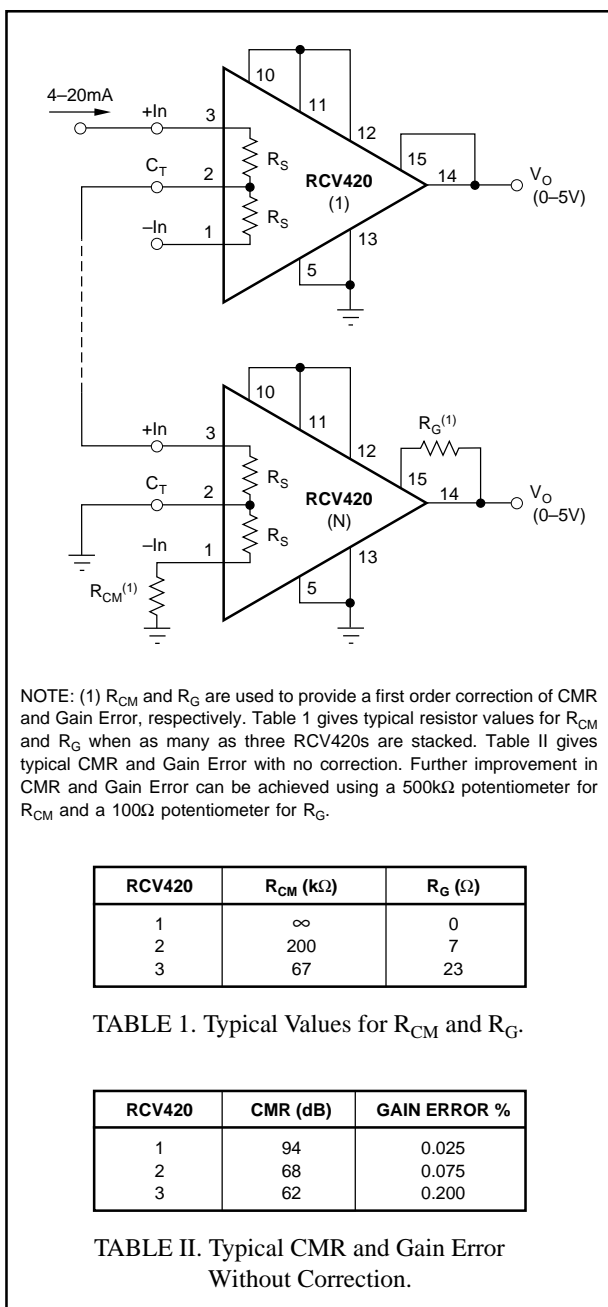 4–20mA
+In
3
10
11
12
15
14
V_O
(0–5V)
C_T
2
R_S
RCV420
(1)
–In
1
R_S
13
5
+In
3
10
11
12
R_G(1)
15
14
V_O
(0–5V)
C_T
2
R_S
RCV420
(N)
–In
1
R_S
13
5
R_CM(1)
NOTE: (1) R_CM and R_G are used to provide a first order correction of CMR
and Gain Error, respectively. Table 1 gives typical resistor values for R_CM
and R_G when as many as three RCV420s are stacked. Table II gives
typical CMR and Gain Error with no correction. Further improvement in
CMR and Gain Error can be achieved using a 500kΩ potentiometer for
R_CM and a 100Ω potentiometer for R_G.
RCV420 R_CM (kΩ) R_G (Ω)
1 ∞ 0
2 200 7
3 67 23
TABLE 1. Typical Values for R_CM and R_G.
RCV420 CMR (dB) GAIN ERROR %
1 94 0.025
2 68 0.075
3 62 0.200
TABLE II. Typical CMR and Gain Error
Without Correction.